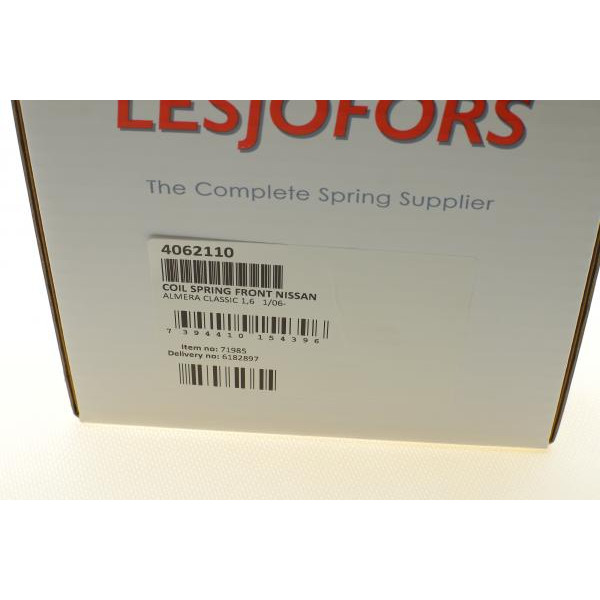 LESJÖFORS
The Complete Spring Supplier
4062110
COIL SPRING FRONT NISSAN
ALMERA CLASSIC 1,6 1/06-
7 394410 154396
Item no: 71985
Delivery no: 6182897